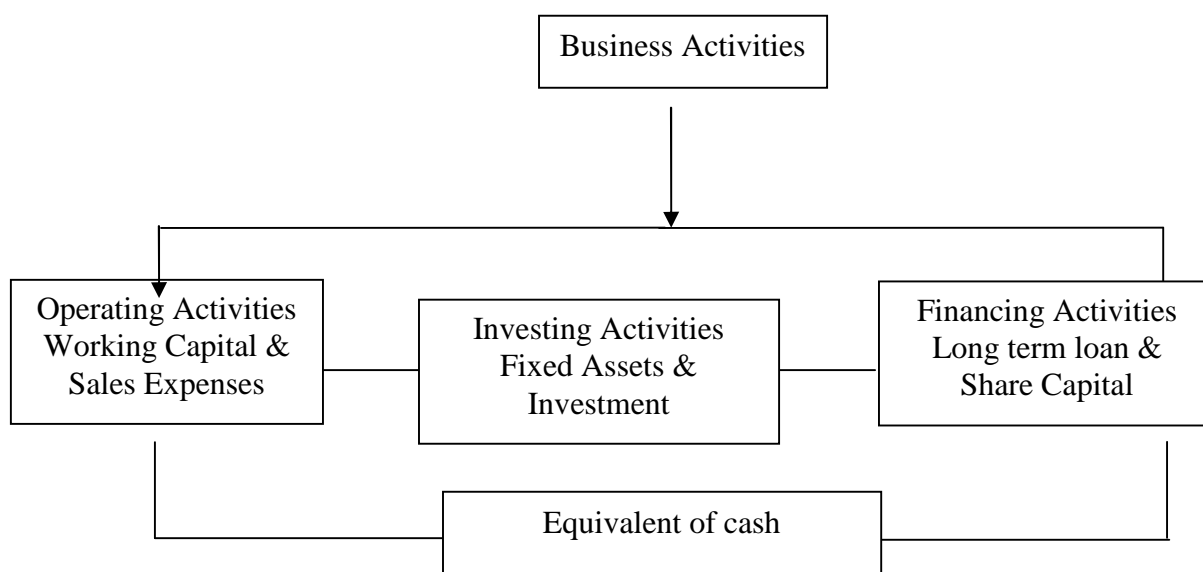 Business Activities
Operating Activities
Working Capital &
Sales Expenses
Investing Activities
Fixed Assets &
Investment
Financing Activities
Long term loan &
Share Capital
Equivalent of cash